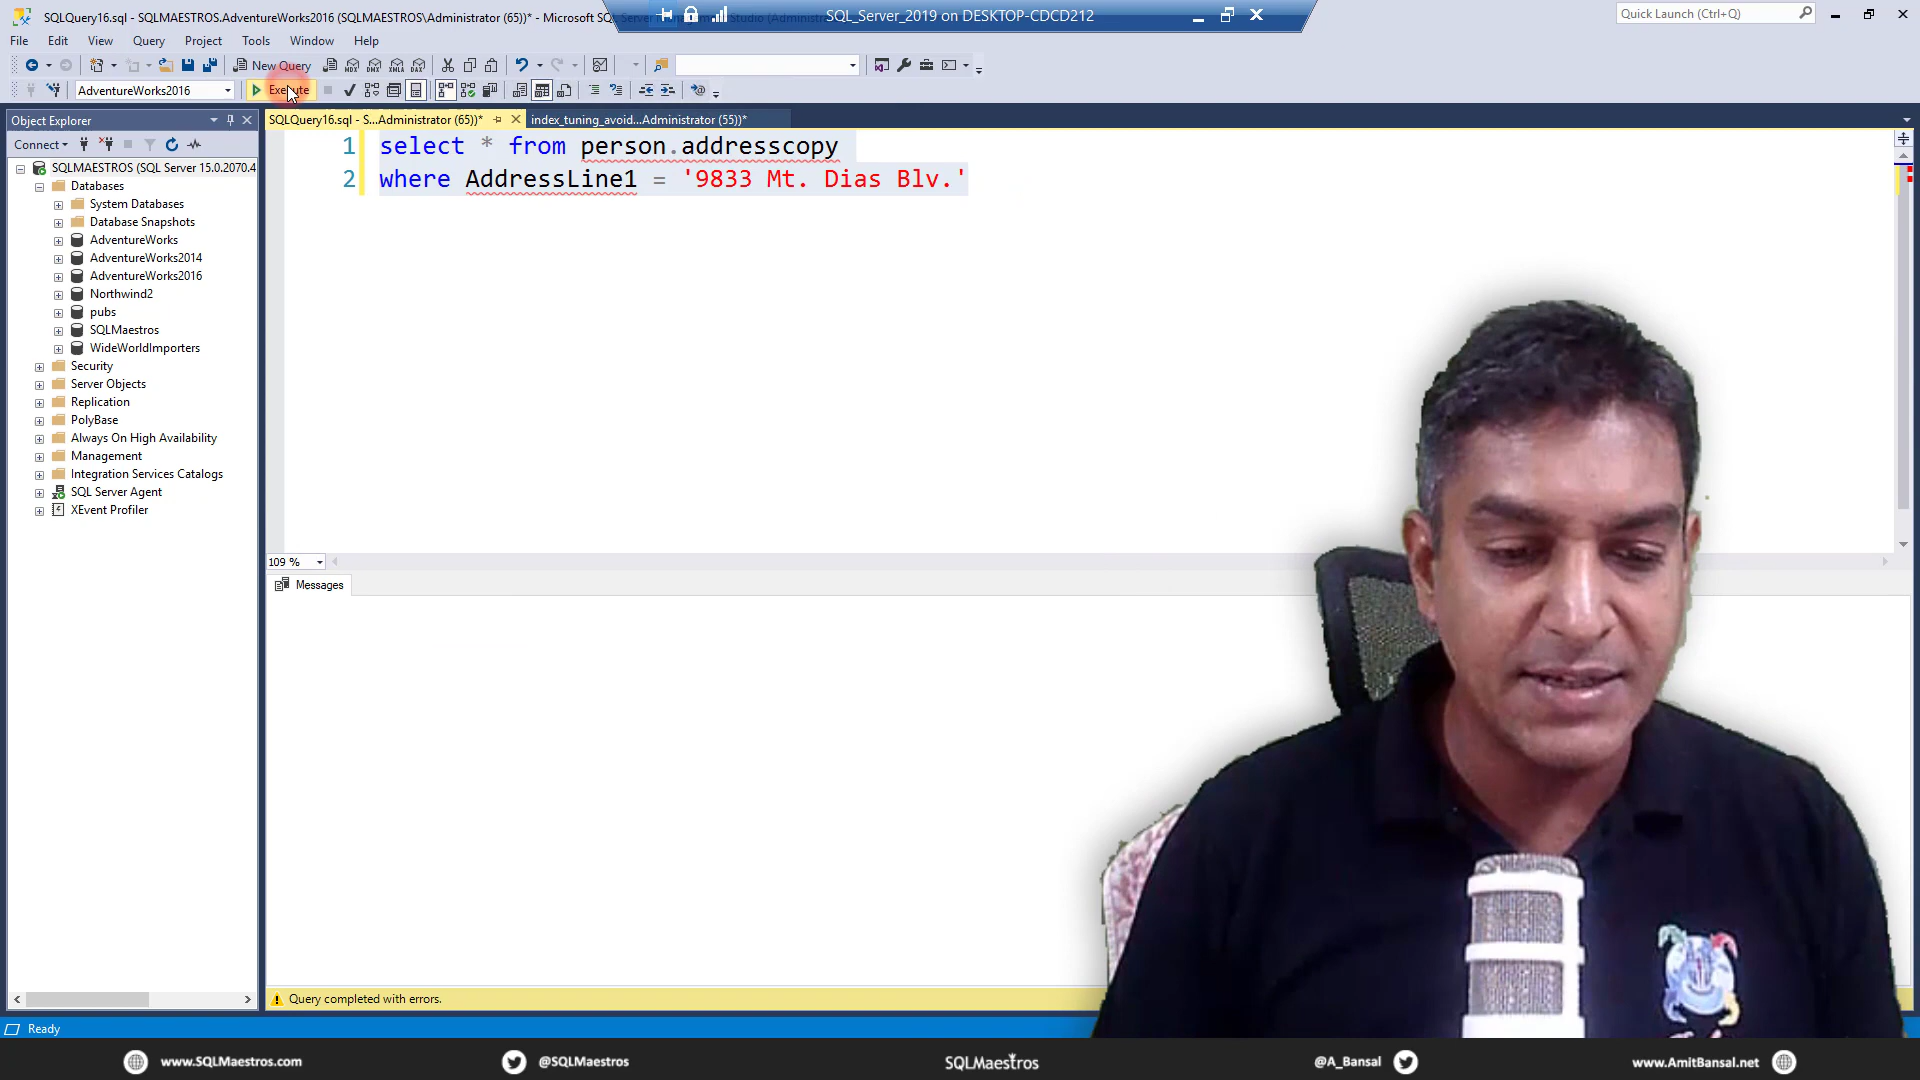 SQLQuery16.sql - SQLMAESTROS.AdventureWorks2016 (SQLMAESTROS\Administrator (65))* - Microsoft SQL
SQL_Server_2019 on DESKTOP-CDCD212
Quick Launch (Ctrl+Q)
File Edit View Query Project Tools Window Help
New Query
AdventureWorks2016
Execute
Object Explorer
SQLQuery16.sql - S...Administrator (65))*
index_tuning_avoid...Administrator (55))*
Connect
1 select * from person.addresscopy
2 where AddressLine1 = '9833 Mt. Dias Blv.'
SQLMAESTROS (SQL Server 15.0.2070.4
Databases
System Databases
Database Snapshots
AdventureWorks
AdventureWorks2014
AdventureWorks2016
Northwind2
pubs
SQLMaestros
WideWorldImporters
Security
Server Objects
Replication
PolyBase
Always On High Availability
Management
Integration Services Catalogs
SQL Server Agent
XEvent Profiler
109 %
Messages
Query completed with errors.
Ready
www.SQLMaestros.com
@SQLMaestros
SQLMaestros
@A_Bansal
www.AmitBansal.net